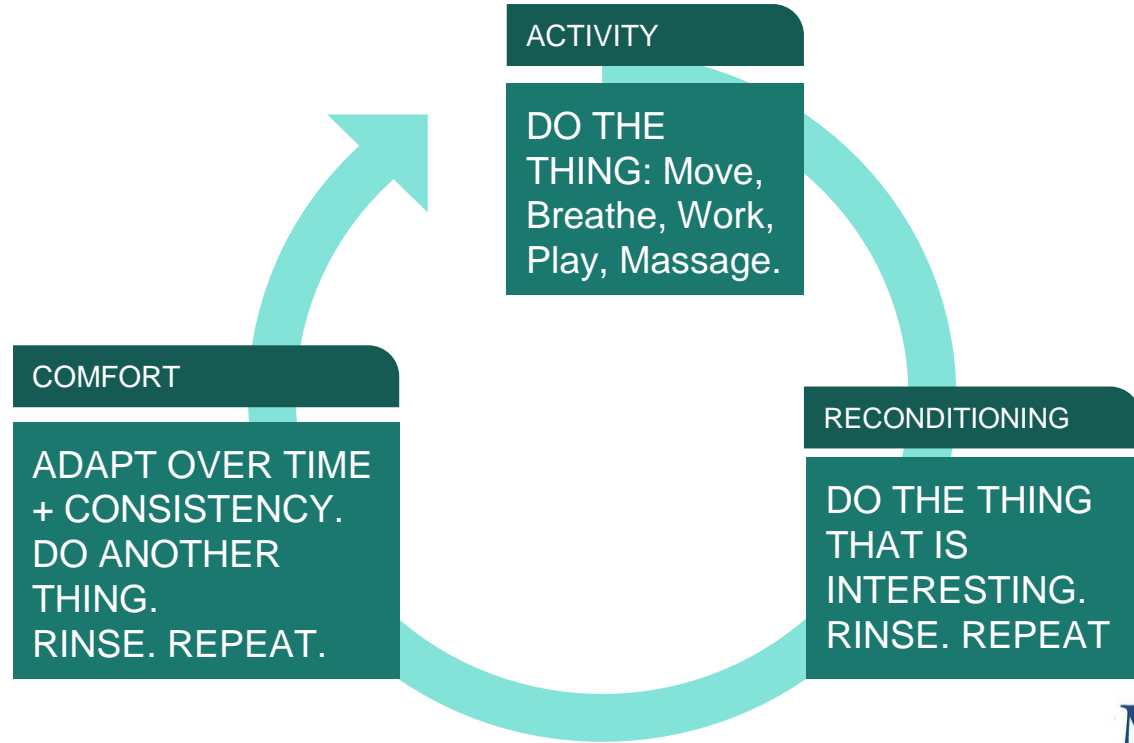 ACTIVITY
DO THE
THING: Move,
Breathe, Work,
Play, Massage.
RECONDITIONING
DO THE THING
THAT IS
INTERESTING.
RINSE. REPEAT
COMFORT
ADAPT OVER TIME
+ CONSISTENCY.
DO ANOTHER
THING.
RINSE. REPEAT.